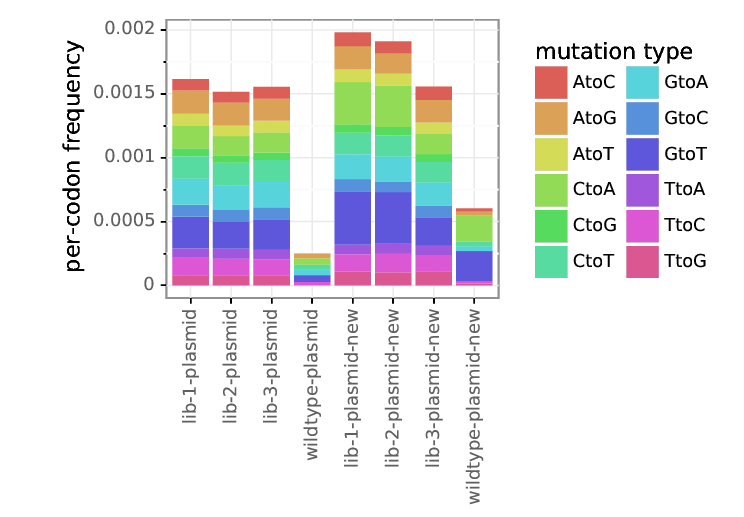 per-codon frequency
0.002
0.0015
0.001
0.0005
0
lib-1-plasmid
lib-2-plasmid
lib-3-plasmid
wildtype-plasmid
lib-1-plasmid-new
lib-2-plasmid-new
lib-3-plasmid-new
wildtype-plasmid-new
mutation type
AtoC GtoA
AtoG GtoC
AtoT GtoT
CtoA TtoA
CtoG TtoC
CtoT TtoG